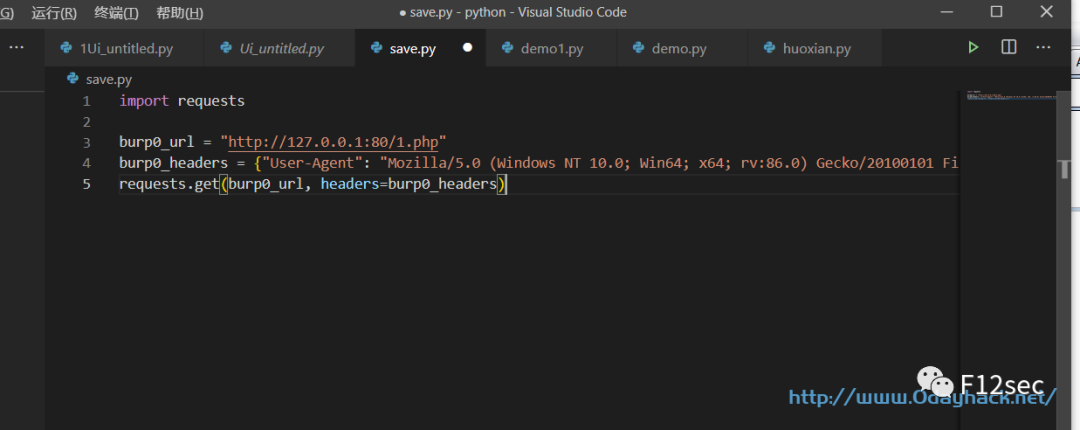 G) 运行(R) 终端(T) 帮助(H) ● save.py - python - Visual Studio Code
1Ui_untitled.py Ui_untitled.py save.py ● demo1.py demo.py huoxian.py
save.py
1 import requests
2
3 burp0_url = "http://127.0.0.1:80/1.php"
4 burp0_headers = {"User-Agent": "Mozilla/5.0 (Windows NT 10.0; Win64; x64; rv:86.0) Gecko/20100101 Fi
5 requests.get(burp0_url, headers=burp0_headers)
F12sec
http://www.0dayhack.net/